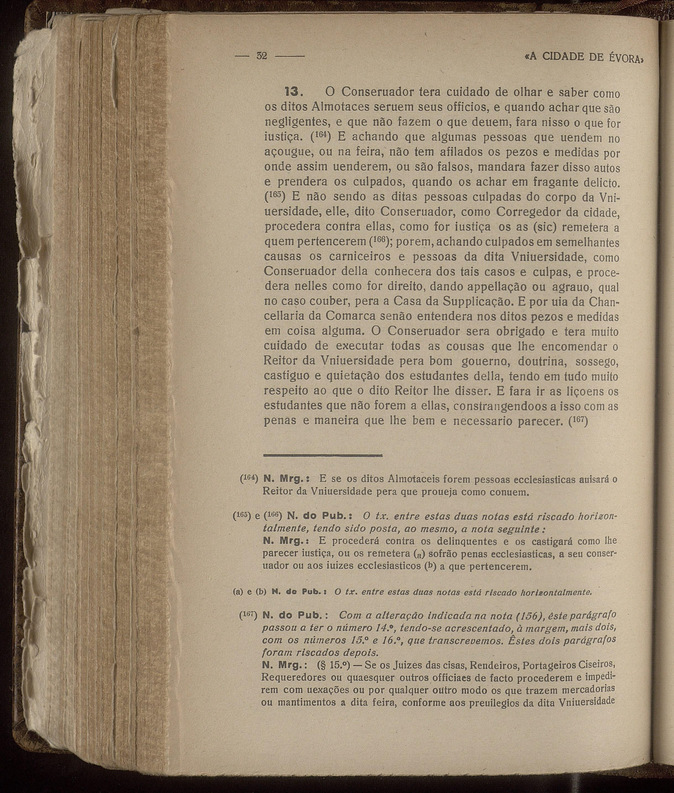 — 32 —— «A CIDADE DE ÉVORA»
13. O Conseruador tera cuidado de olhar e saber como
os ditos Almotaces seruem seus officios, e quando achar que são
negligentes, e que não fazem o que deuem, fara nisso o que for
iustiça. (¹⁶⁴) E achando que algumas pessoas que uendem no
açougue, ou na feira, não tem afilados os pezos e medidas por
onde assim uenderem, ou são falsos, mandara fazer disso autos
e prendera os culpados, quando os achar em fragante delicto.
(¹⁶⁵) E não sendo as ditas pessoas culpadas do corpo da Vni-
uersidade, elle, dito Conseruador, como Corregedor da cidade,
procedera contra ellas, como for iustiça os as (sic) remetera a
quem pertencerem (¹⁶⁶); porem, achando culpados em semelhantes
causas os carniceiros e pessoas da dita Vniuersidade, como
Conseruador della conhecera dos tais casos e culpas, e proce-
dera nelles como for direito, dando appellação ou agrauo, qual
no caso couber, pera a Casa da Supplicação. E por uia da Chan-
cellaria da Comarca senão entendera nos ditos pezos e medidas
em coisa alguma. O Conseruador sera obrigado e tera muito
cuidado de executar todas as cousas que lhe encomendar o
Reitor da Vniuersidade pera bom gouerno, doutrina, sossego,
castiguo e quietação dos estudantes della, tendo em tudo muito
respeito ao que o dito Reitor lhe disser. E fara ir as liçoens os
estudantes que não forem a ellas, constrangendoos a isso com as
penas e maneira que lhe bem e necessario parecer. (¹⁶⁷)
(¹⁶⁴) N. Mrg.: E se os ditos Almotaceis forem pessoas ecclesiasticas auisará o
Reitor da Vniuersidade pera que proueja como conuem.
(¹⁶⁵) e (¹⁶⁶) N. do Pub.: O tx. entre estas duas notas está riscado horizon-
talmente, tendo sido posta, ao mesmo, a nota seguinte:
N. Mrg.: E procederá contra os delinquentes e os castigará como lhe
parecer iustiça, ou os remetera (a) sofrão penas ecclesiasticas, a seu conser-
uador ou aos iuizes ecclesiásticos (b) a que pertencerem.
(a) e (b) N. do Pub.: O tx. entre estas duas notas está riscado horizontalmente.
(¹⁶⁷) N. do Pub.: Com a alteração indicada na nota (156), êste parágrafo
passou a ter o número 14.º, tendo-se acrescentado, à margem, mais dois,
com os números 15.º e 16.º, que transcrevemos. Êstes dois parágrafos
foram riscados depois.
N. Mrg.: (§ 15.º) — Se os Juizes das cisas, Rendeiros, Portageiros Ciseiros,
Requeredores ou quaesquer outros officiaes de facto procederem e impedi-
rem com uexações ou por qualquer outro modo os que trazem mercadorias
ou mantimentos a dita feira, conforme aos preuilegios da dita Vniuersidade